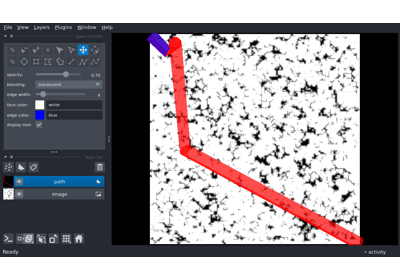 File View Layers Plugins Window Help
opacity: 0.70
blending: translucent
edge width:
face color: white
edge color: blue
display text:
path
Image
Ready activity